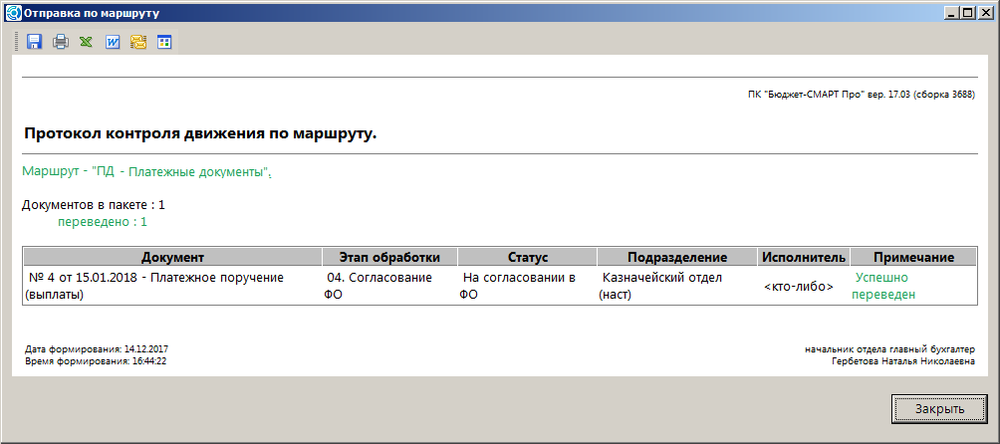 Отправка по маршруту
ПК "Бюджет-СМАРТ Про" вер. 17.03 (сборка 3688)
Протокол контроля движения по маршруту.
Маршрут - "ПД - Платежные документы".
Документов в пакете : 1
переведено : 1
Документ Этап обработки Статус Подразделение Исполнитель Примечание
№ 4 от 15.01.2018 - Платежное поручение 04. Согласование На согласовании в Казначейский отдел <кто-либо> Успешно
(выплаты) ФО ФО (наст) переведен
Дата формирования: 14.12.2017 начальник отдела главный бухгалтер
Время формирования: 16:44:22 Гербетова Наталья Николаевна
Закрыть